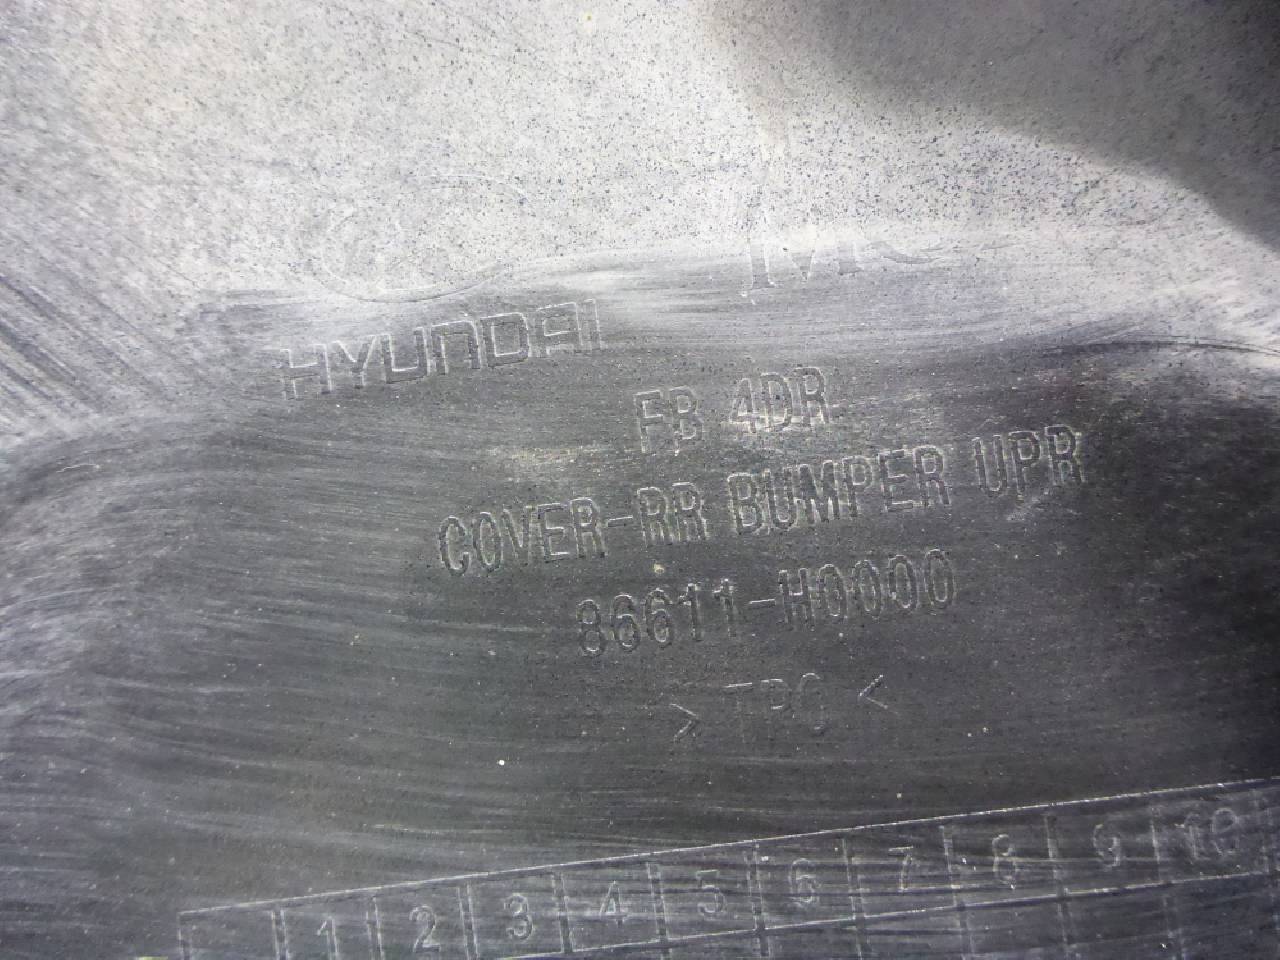 HYUNDAI
FB 4DR
COVER-RR BUMPER UPR
86611-H0000
> TPO <
1 2 3 4 5 6 7 8 9 10